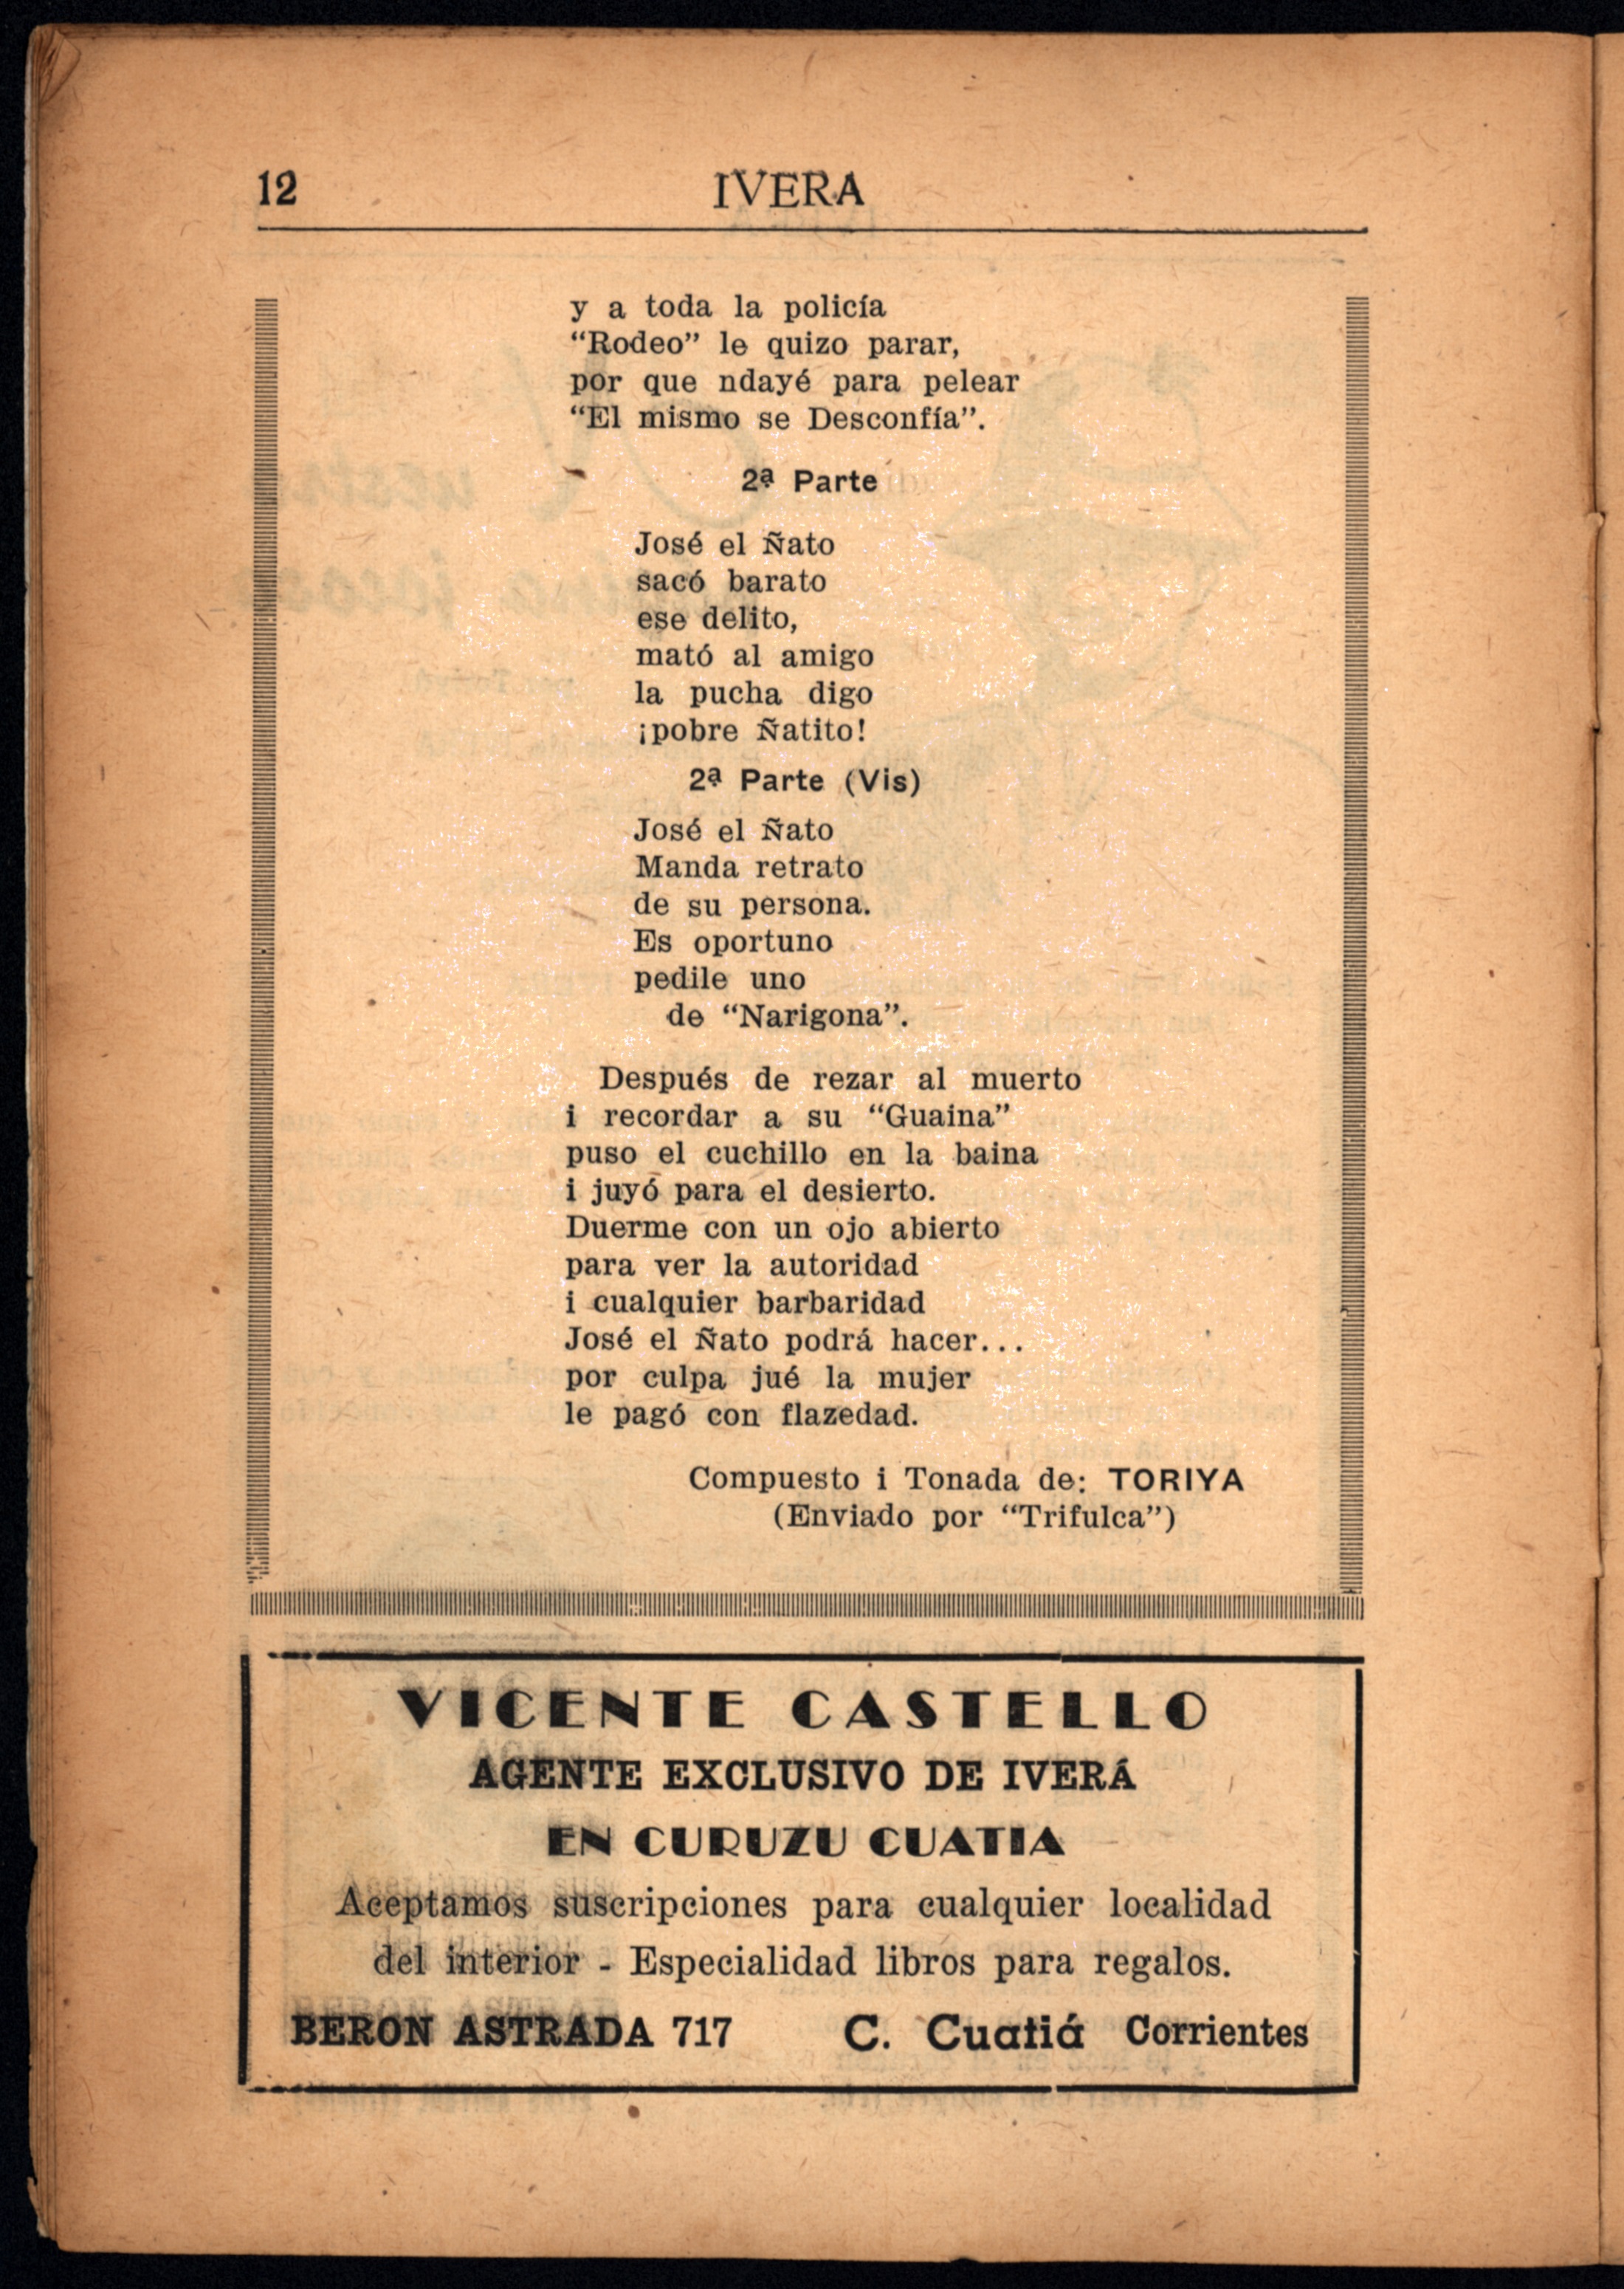 12 IVERA
y a toda la policía
“Rodeo” le quizo parar,
por que ndayé para pelear
“El mismo se Desconfía”.
2ª Parte
José el Ñato
sacó barato
ese delito,
mató al amigo
la pucha digo
¡pobre Ñatito!
2ª Parte (Vis)
José el Ñato
Manda retrato
de su persona.
Es oportuno
pedile uno
de “Narigona”.
Después de rezar al muerto
i recordar a su “Guaina”
puso el cuchillo en la baina
i juyó para el desierto.
Duerme con un ojo abierto
para ver la autoridad
i cualquier barbaridad
José el Ñato podrá hacer...
por culpa jué la mujer
le pagó con flazedad.
Compuesto i Tonada de: TORIYA
(Enviado por “Trifulca”)
VICENTE CASTELLO
AGENTE EXCLUSIVO DE IVERÁ
EN CURUZU CUATIA
Aceptamos suscripciones para cualquier localidad
del interior - Especialidad libros para regalos.
BERON ASTRADA 717 C. Cuatiá Corrientes